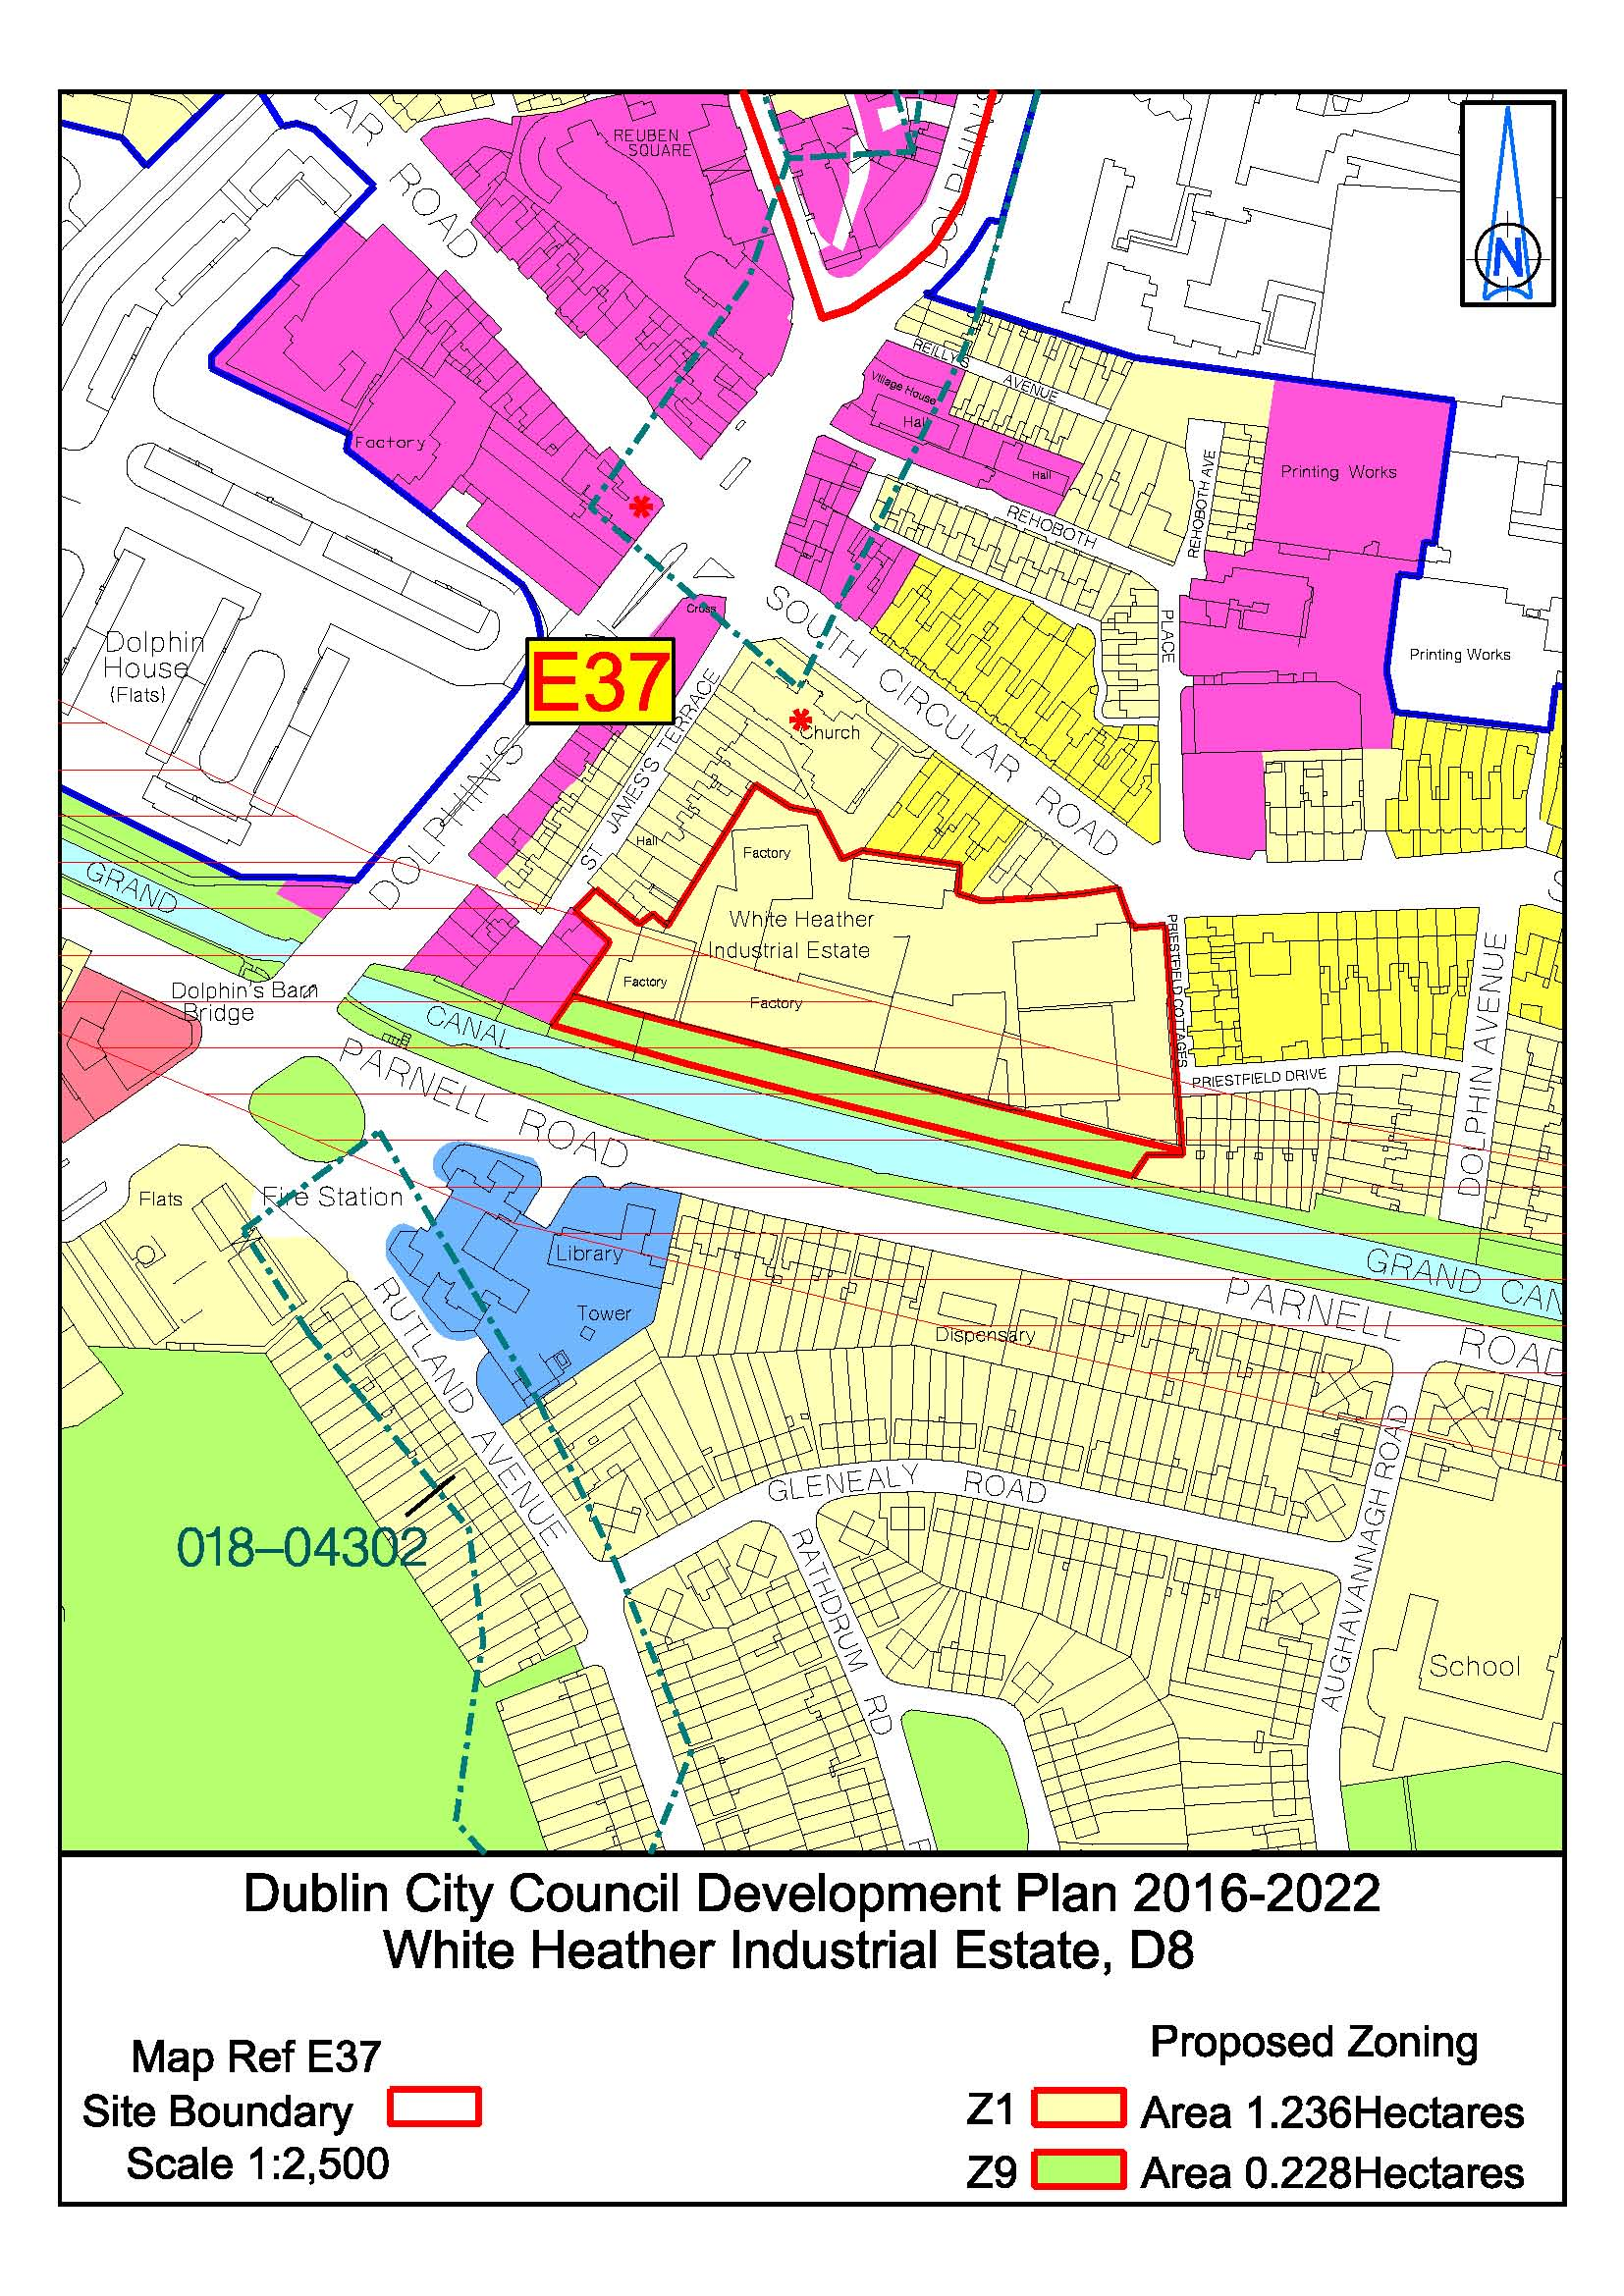 LAR
ROAD
REUBEN
SQUARE
DOLPHIN'S
N
REILLY'S
AVENUE
Village House
Hall
Hall
Factory
REHOBOTH
REHOBOTH AVE
Printing Works
PLACE
Printing Works
Cross
SOUTH
CIRCULAR
ROAD
Dolphin
House
(Flats)
E37
ST JAMES'S TERRACE
Church
DOLPHIN'S
Hall
Factory
White Heather
Industrial Estate
Factory
Factory
GRAND
S
PRIESTFIELD COTTAGES
DOLPHIN AVENUE
Dolphin's Barn
Bridge
CANAL
PARNELL
ROAD
PRIESTFIELD DRIVE
Flats
Fire Station
Library
Tower
GRAND CAN
PARNELL
ROAD
Dispensary
RUTLAND
AVENUE
GLENEALY
ROAD
RATHDRUM
RD
AUGHAVANNAGH ROAD
018-04302
School
Dublin City Council Development Plan 2016-2022
White Heather Industrial Estate, D8
Map Ref E37
Site Boundary
Scale 1:2,500
Proposed Zoning
Z1 Area 1.236Hectares
Z9 Area 0.228Hectares